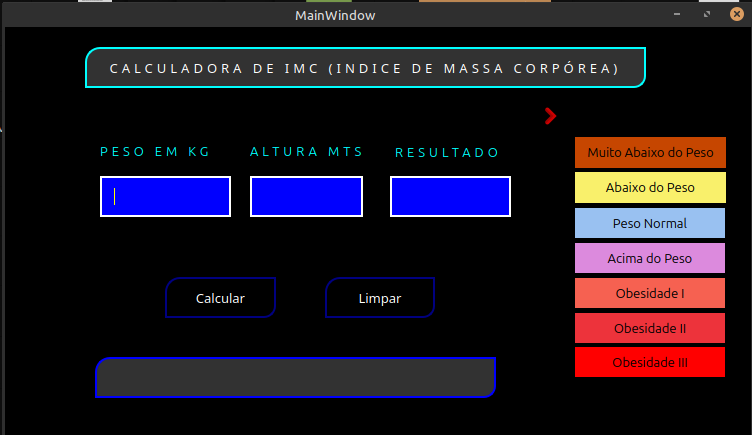 MainWindow
CALCULADORA DE IMC (INDICE DE MASSA CORPÓREA)
PESO EM KG
ALTURA MTS
RESULTADO
Muito Abaixo do Peso
Abaixo do Peso
Peso Normal
Acima do Peso
Obesidade I
Obesidade II
Obesidade III
Calcular
Limpar